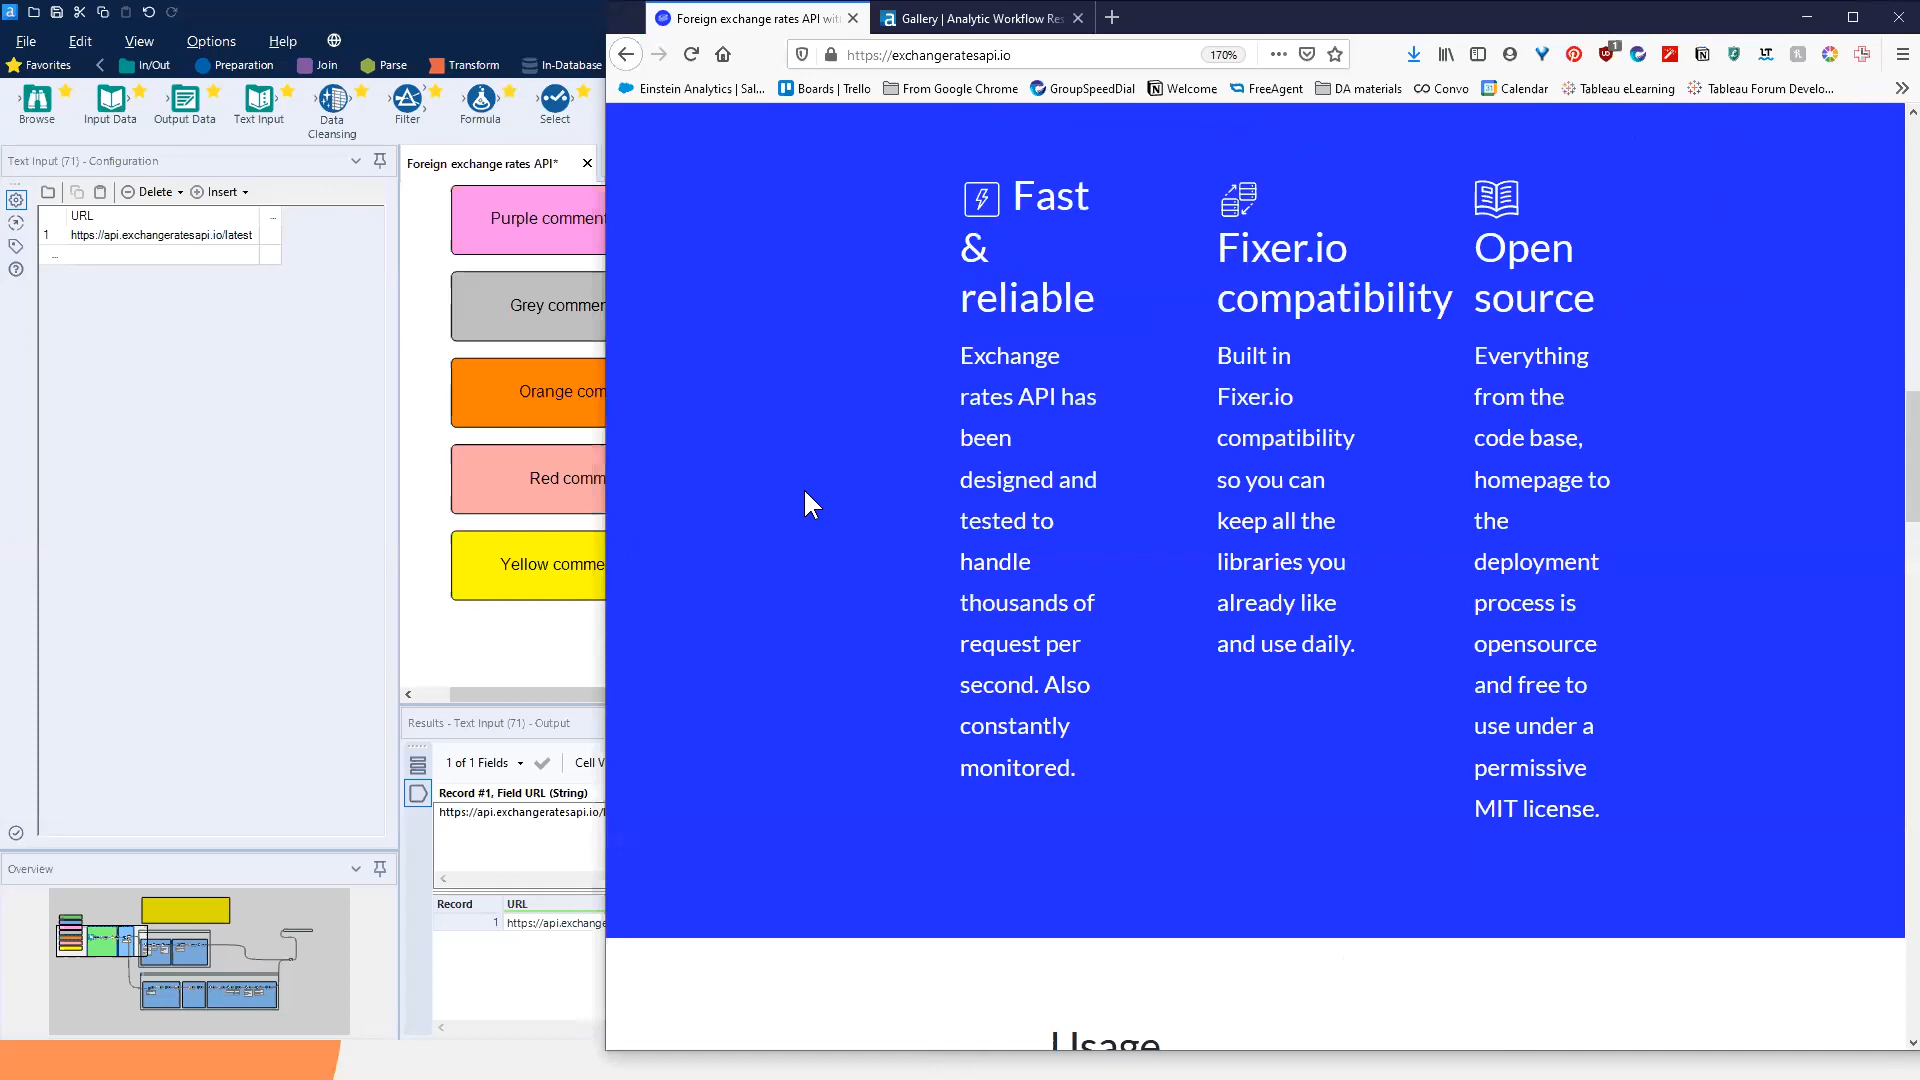 File Edit View Options Help
Favorites In/Out Preparation Join Parse Transform In-Database
Browse Input Data Output Data Text Input Data Cleansing Filter Formula Select
Text Input (71) - Configuration
Delete Insert
URL ...
1 https://api.exchangeratesapi.io/latest
...
Overview
Foreign exchange rates API*
Purple comment
Grey commen
Orange com
Red comm
Yellow comme
Results - Text Input (71) - Output
1 of 1 Fields Cell V
Record #1, Field URL (String)
https://api.exchangeratesapi.io/l
Record URL
1 https://api.exchange
Foreign exchange rates API wit
Gallery | Analytic Workflow Res
https://exchangeratesapi.io 170% 1
Einstein Analytics | Sal... Boards | Trello From Google Chrome GroupSpeedDial Welcome FreeAgent DA materials Convo Calendar Tableau eLearning Tableau Forum Develo...
Fast
&
reliable
Exchange
rates API has
been
designed and
tested to
handle
thousands of
request per
second. Also
constantly
monitored.
Fixer.io
compatibility
Built in
Fixer.io
compatibility
so you can
keep all the
libraries you
already like
and use daily.
Open
source
Everything
from the
code base,
homepage to
the
deployment
process is
opensource
and free to
use under a
permissive
MIT license.
Usage